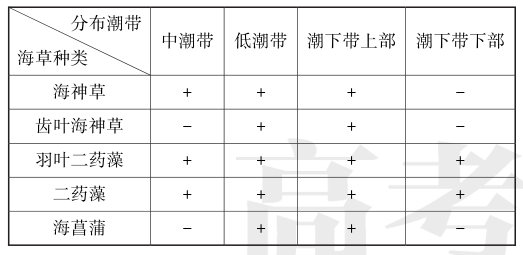 分布潮带
海草种类
中潮带 低潮带 潮下带上部 潮下带下部
海神草 + + + −
齿叶海神草 − + + −
羽叶二药藻 + + + +
二药藻 + + + +
海菖蒲 − + + −
高考